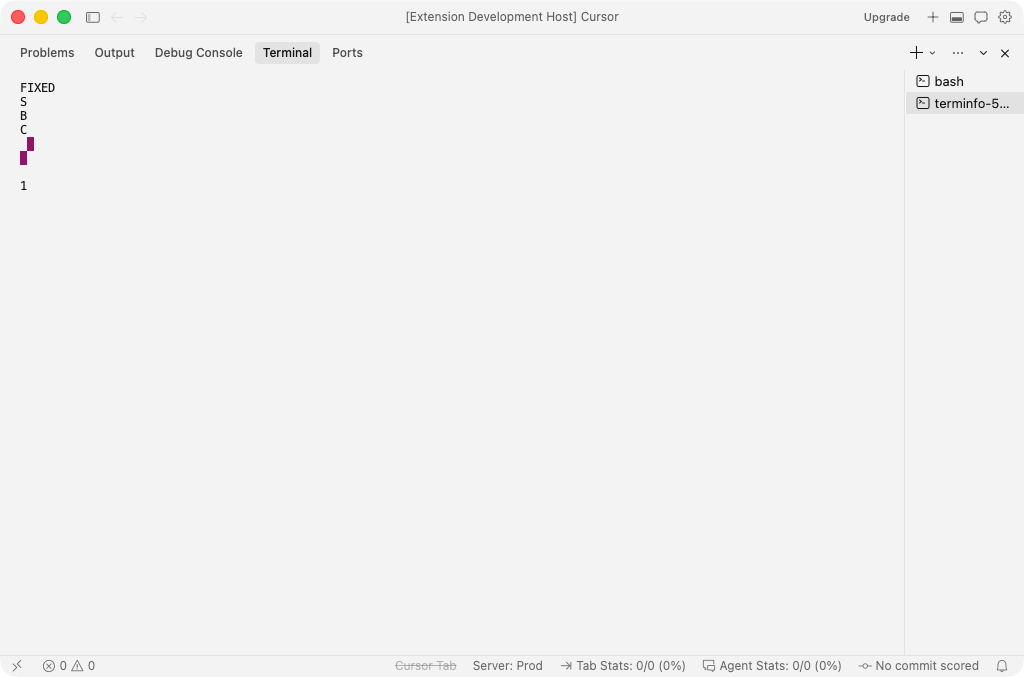 [Extension Development Host] Cursor
Upgrade
Problems Output Debug Console Terminal Ports
FIXED
S
B
C
1
bash
terminfo-5...
0 0
Cursor Tab Server: Prod Tab Stats: 0/0 (0%) Agent Stats: 0/0 (0%) No commit scored